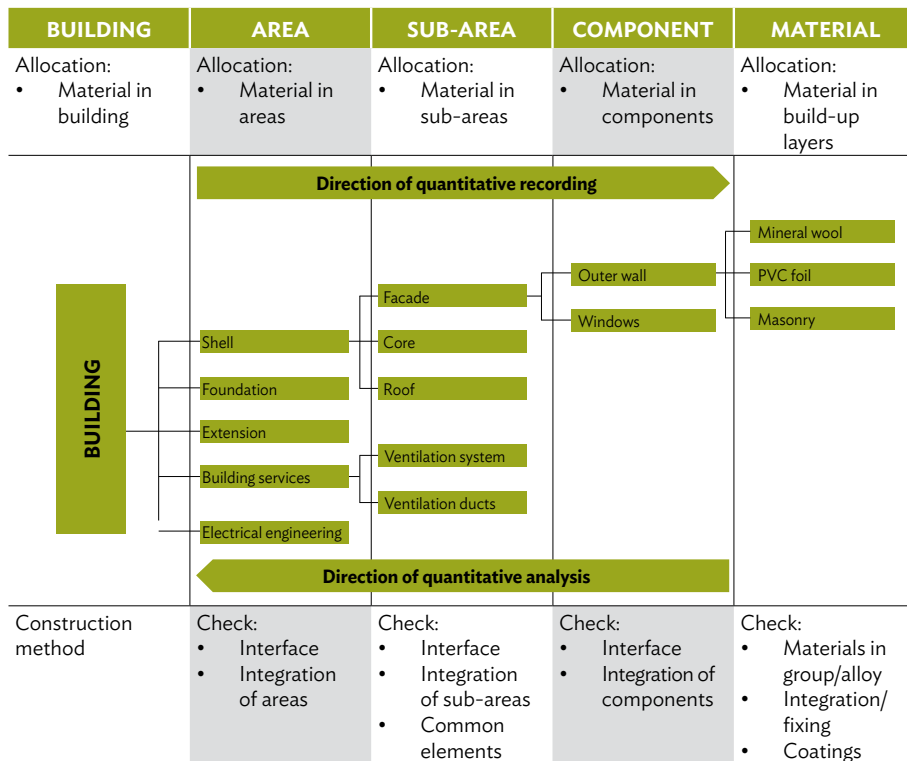 BUILDING
AREA
SUB-AREA
COMPONENT
MATERIAL
Allocation:
• Material in
building
Allocation:
• Material in
areas
Allocation:
• Material in
sub-areas
Allocation:
• Material in
components
Allocation:
• Material in
build-up
layers
Direction of quantitative recording
BUILDING
Shell
Foundation
Extension
Building services
Electrical engineering
Facade
Core
Roof
Ventilation system
Ventilation ducts
Outer wall
Windows
Mineral wool
PVC foil
Masonry
Direction of quantitative analysis
Construction
method
Check:
• Interface
• Integration
of areas
Check:
• Interface
• Integration
of sub-areas
• Common
elements
Check:
• Interface
• Integration of
components
Check:
• Materials in
group/alloy
• Integration/
fixing
• Coatings